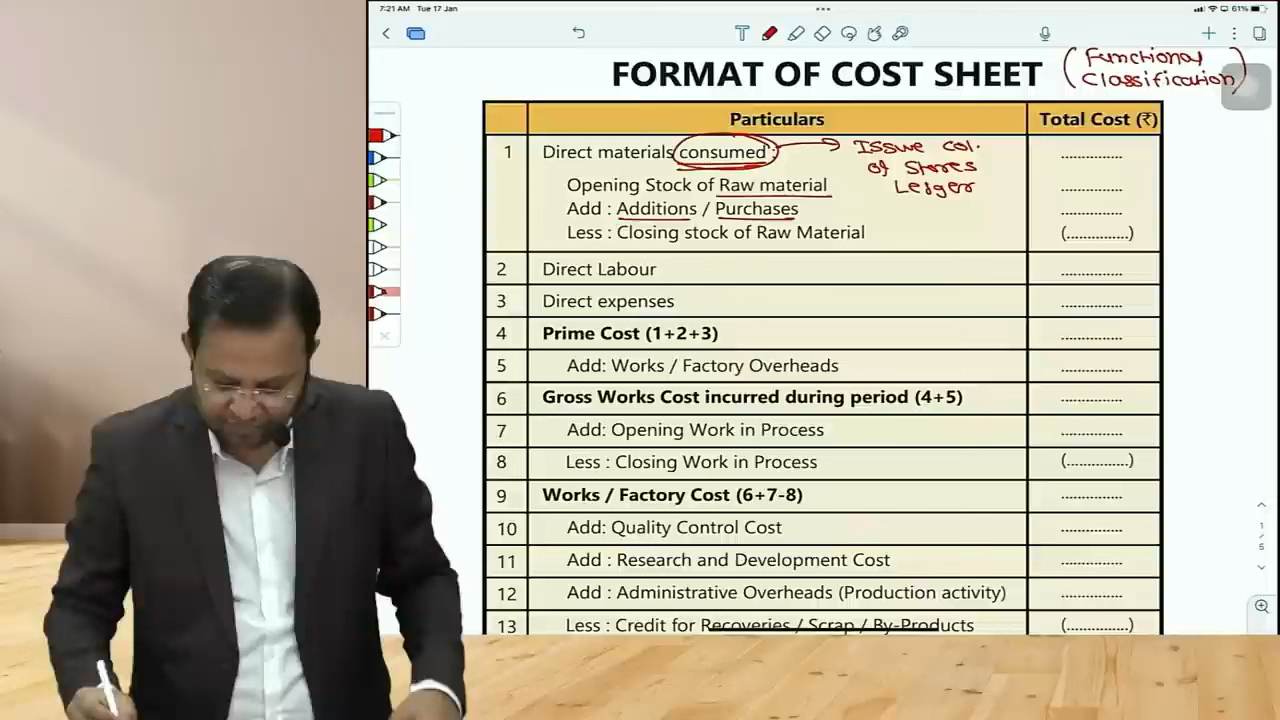 7:21 AM Tue 17 Jan
61%
FORMAT OF COST SHEET
(Functional
Classification)
Particulars
Total Cost (₹)
1 Direct materials consumed : ..............
Issue col.
of Stores
Ledger
Opening Stock of Raw material ..............
Add : Additions / Purchases ..............
Less : Closing stock of Raw Material (..............)
2 Direct Labour ..............
3 Direct expenses ..............
4 Prime Cost (1+2+3) ..............
5 Add: Works / Factory Overheads ..............
6 Gross Works Cost incurred during period (4+5) ..............
7 Add: Opening Work in Process ..............
8 Less : Closing Work in Process (..............)
9 Works / Factory Cost (6+7-8) ..............
10 Add: Quality Control Cost ..............
11 Add : Research and Development Cost ..............
12 Add : Administrative Overheads (Production activity) ..............
13 Less : Credit for Recoveries / Scrap / By-Products (..............)
1
/
5